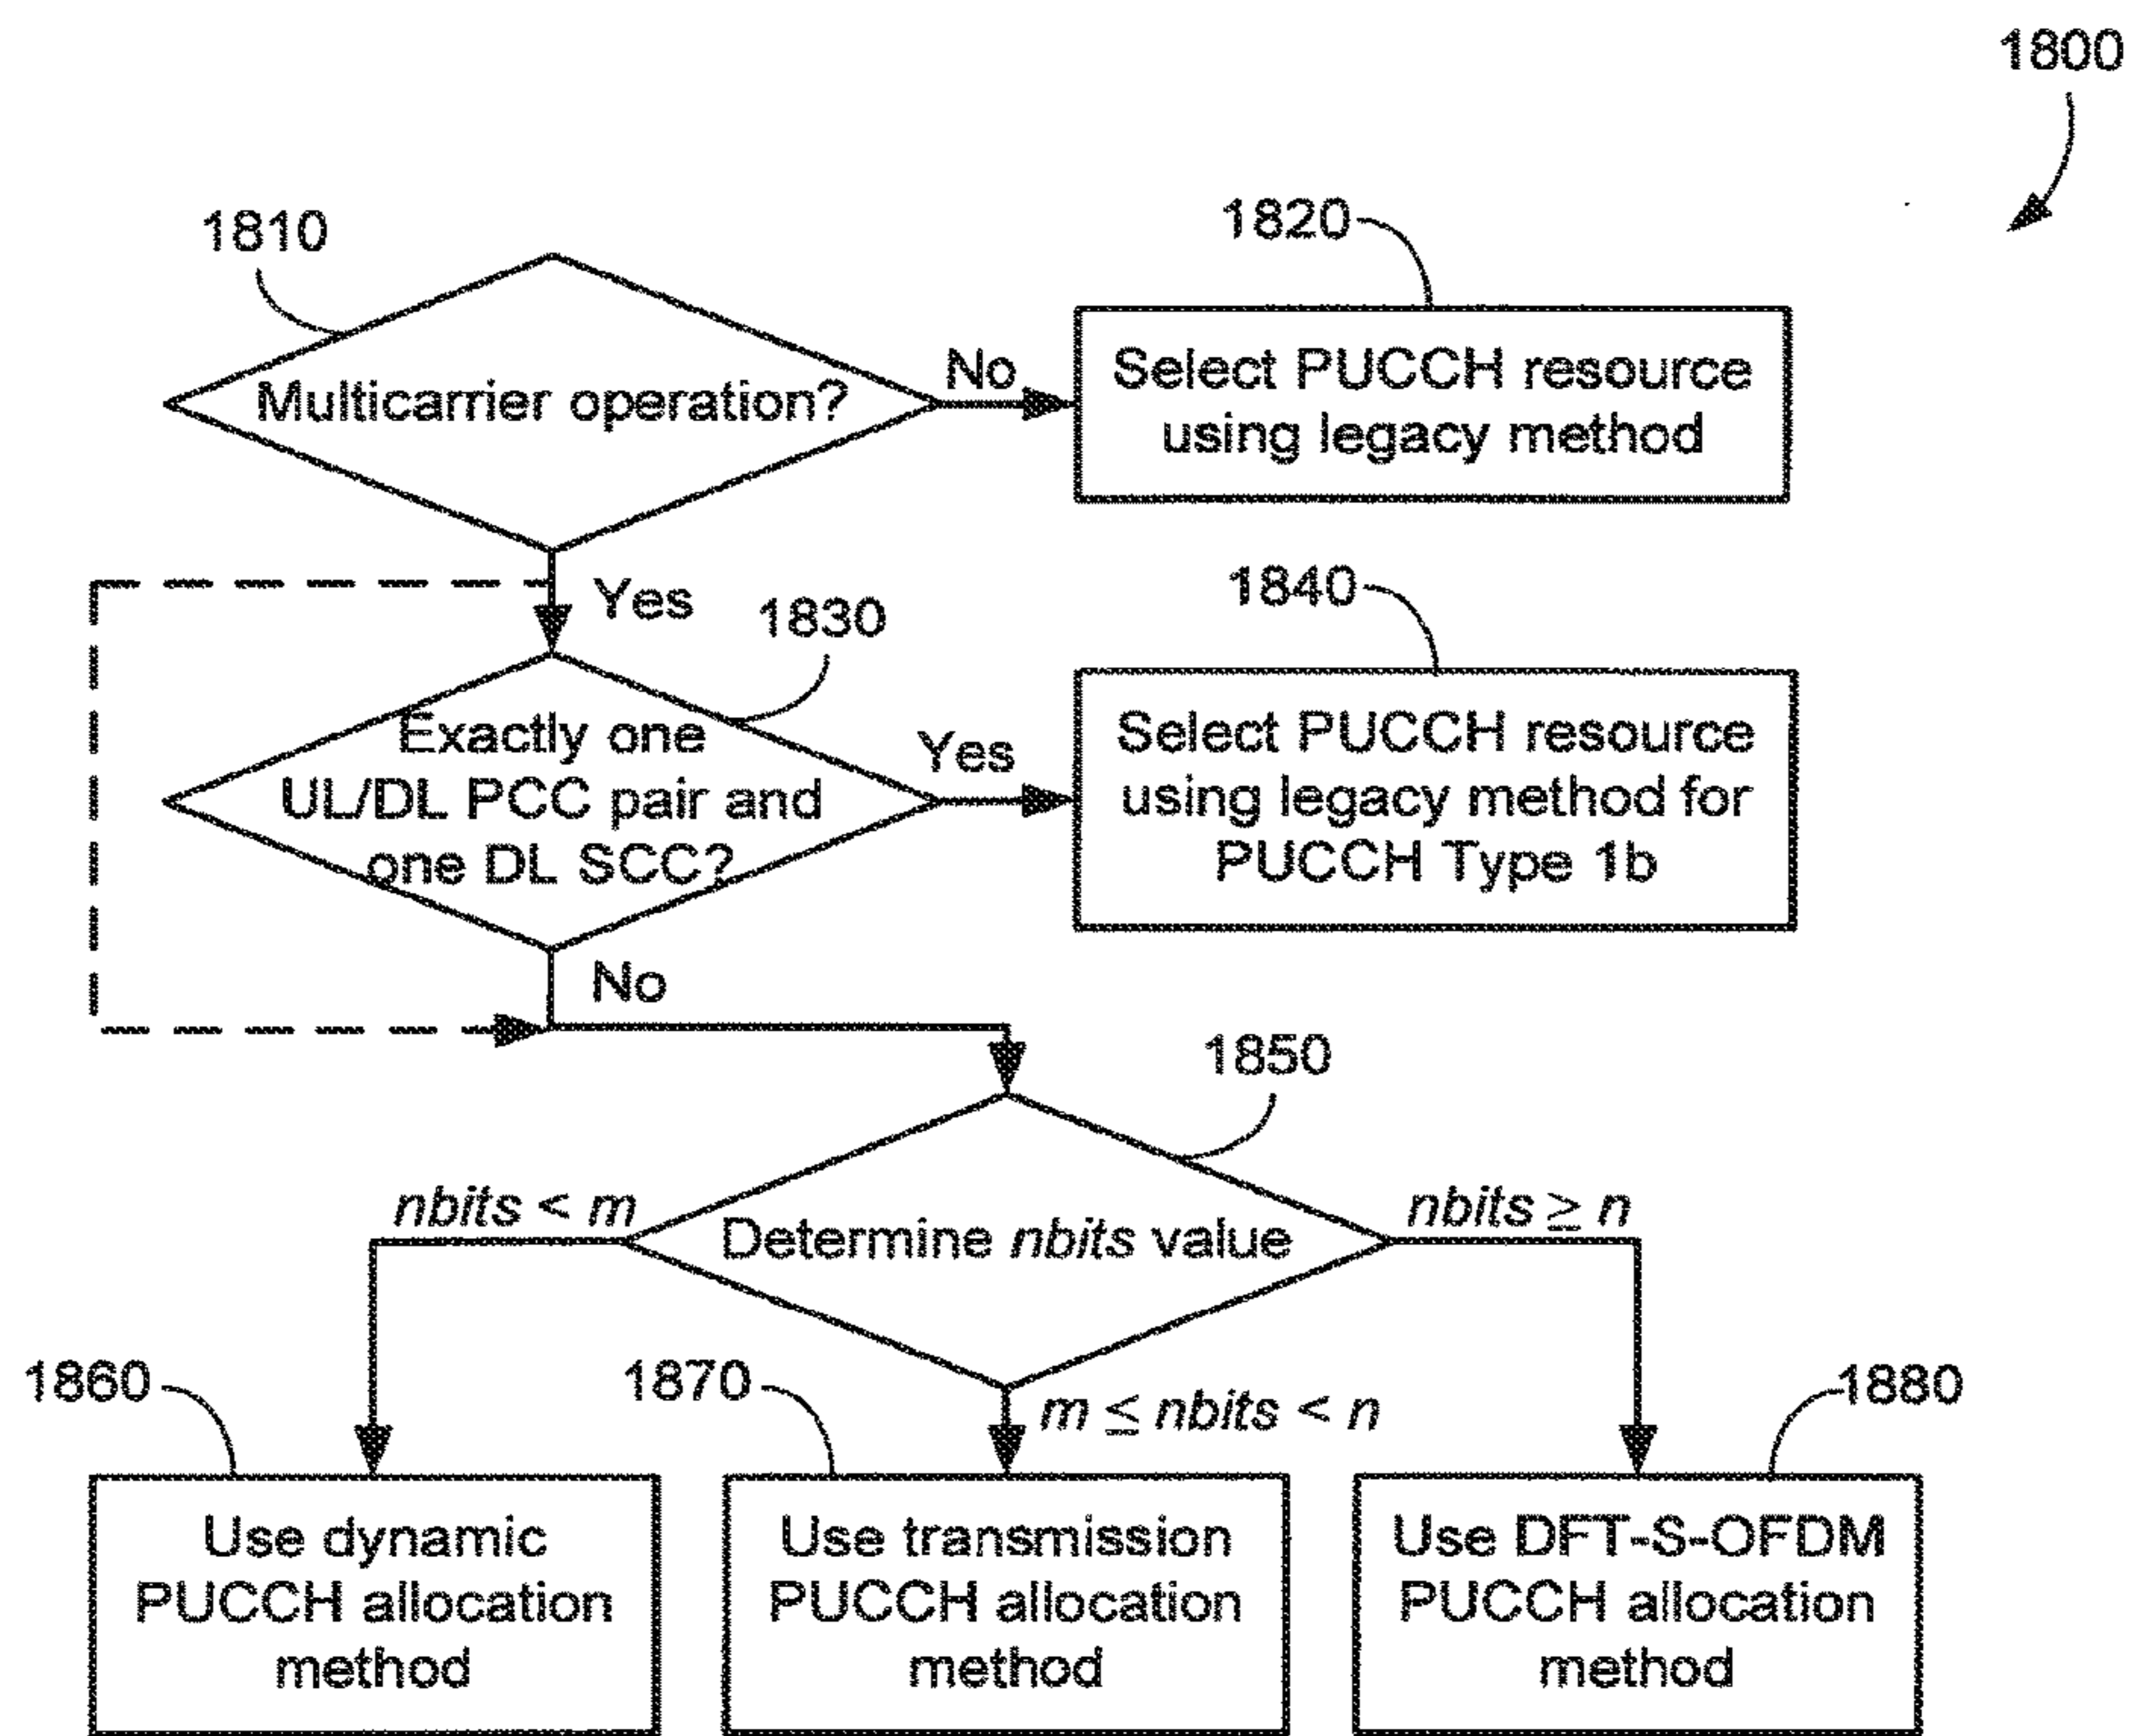 1800
1810
1820
Multicarrier operation?
No
Select PUCCH resource
using legacy method
Yes
1830
1840
Exactly one
UL/DL PCC pair and
one DL SCC?
Yes
Select PUCCH resource
using legacy method for
PUCCH Type 1b
No
1850
nbits < m
Determine nbits value
nbits ≥ n
m ≤ nbits < n
1860
1870
1880
Use dynamic
PUCCH allocation
method
Use transmission
PUCCH allocation
method
Use DFT-S-OFDM
PUCCH allocation
method